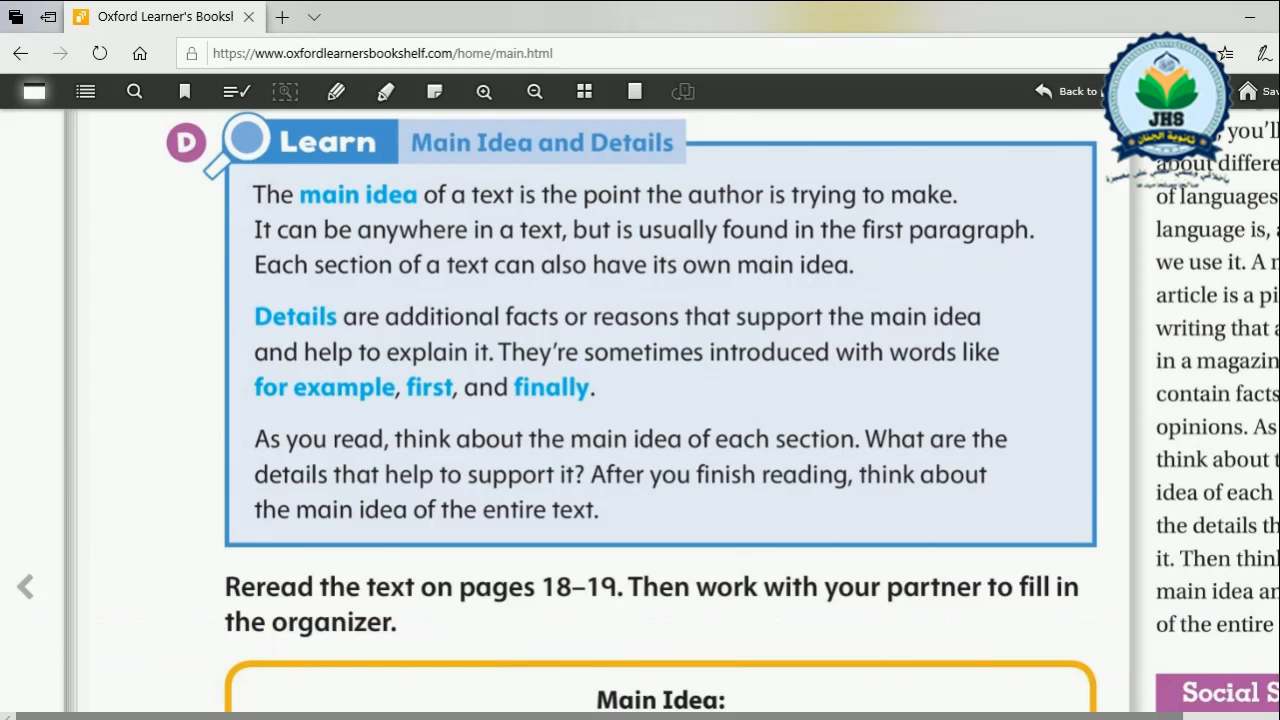 Oxford Learner's Booksl
https://www.oxfordlearnersbookshelf.com/home/main.html
Back to
Sav
JHS
ثانوية الجنان
D
Learn
Main Idea and Details
The main idea of a text is the point the author is trying to make.
It can be anywhere in a text, but is usually found in the first paragraph.
Each section of a text can also have its own main idea.
Details are additional facts or reasons that support the main idea
and help to explain it. They're sometimes introduced with words like
for example, first, and finally.
As you read, think about the main idea of each section. What are the
details that help to support it? After you finish reading, think about
the main idea of the entire text.
Reread the text on pages 18–19. Then work with your partner to fill in
the organizer.
Main Idea:
, you'll
about differe
of languages
language is, a
we use it. A m
article is a pi
writing that a
in a magazin
contain facts
opinions. As
think about t
idea of each
the details th
it. Then thin
main idea an
of the entire
Social S